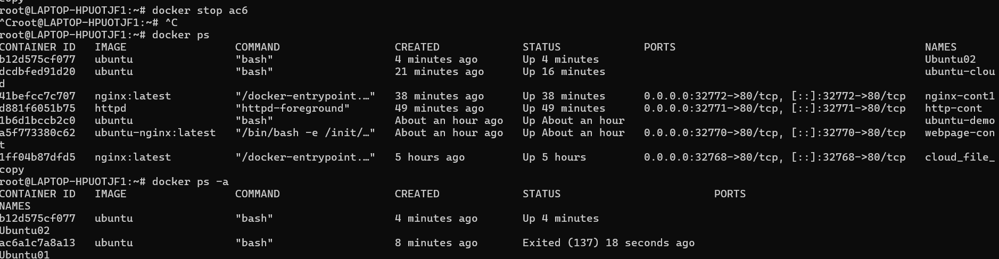 copy
root@LAPTOP-HPUOTJF1:~# docker stop ac6
^Croot@LAPTOP-HPUOTJF1:~# ^C
root@LAPTOP-HPUOTJF1:~# docker ps
CONTAINER ID   IMAGE                 COMMAND                  CREATED             STATUS             PORTS                                       NAMES
b12d575cf077   ubuntu                "bash"                   4 minutes ago       Up 4 minutes                                                   Ubuntu02
dcdbfed91d20   ubuntu                "bash"                   21 minutes ago      Up 16 minutes                                                  ubuntu-clou
d
41befcc7c707   nginx:latest          "/docker-entrypoint.…"   38 minutes ago      Up 38 minutes      0.0.0.0:32772->80/tcp, [::]:32772->80/tcp   nginx-cont1
d881f6051b75   httpd                 "httpd-foreground"       49 minutes ago      Up 49 minutes      0.0.0.0:32771->80/tcp, [::]:32771->80/tcp   http-cont
1b6d1bccb2c0   ubuntu                "bash"                   About an hour ago   Up About an hour                                               ubuntu-demo
a5f773380c62   ubuntu-nginx:latest   "/bin/bash -e /init/…"   About an hour ago   Up About an hour   0.0.0.0:32770->80/tcp, [::]:32770->80/tcp   webpage-con
t
1ff04b87dfd5   nginx:latest          "/docker-entrypoint.…"   5 hours ago         Up 5 hours         0.0.0.0:32768->80/tcp, [::]:32768->80/tcp   cloud_file_
copy
root@LAPTOP-HPUOTJF1:~# docker ps -a
CONTAINER ID   IMAGE                 COMMAND                  CREATED             STATUS                        PORTS
NAMES
b12d575cf077   ubuntu                "bash"                   4 minutes ago       Up 4 minutes
Ubuntu02
ac6a1c7a8a13   ubuntu                "bash"                   8 minutes ago       Exited (137) 18 seconds ago
Ubuntu01